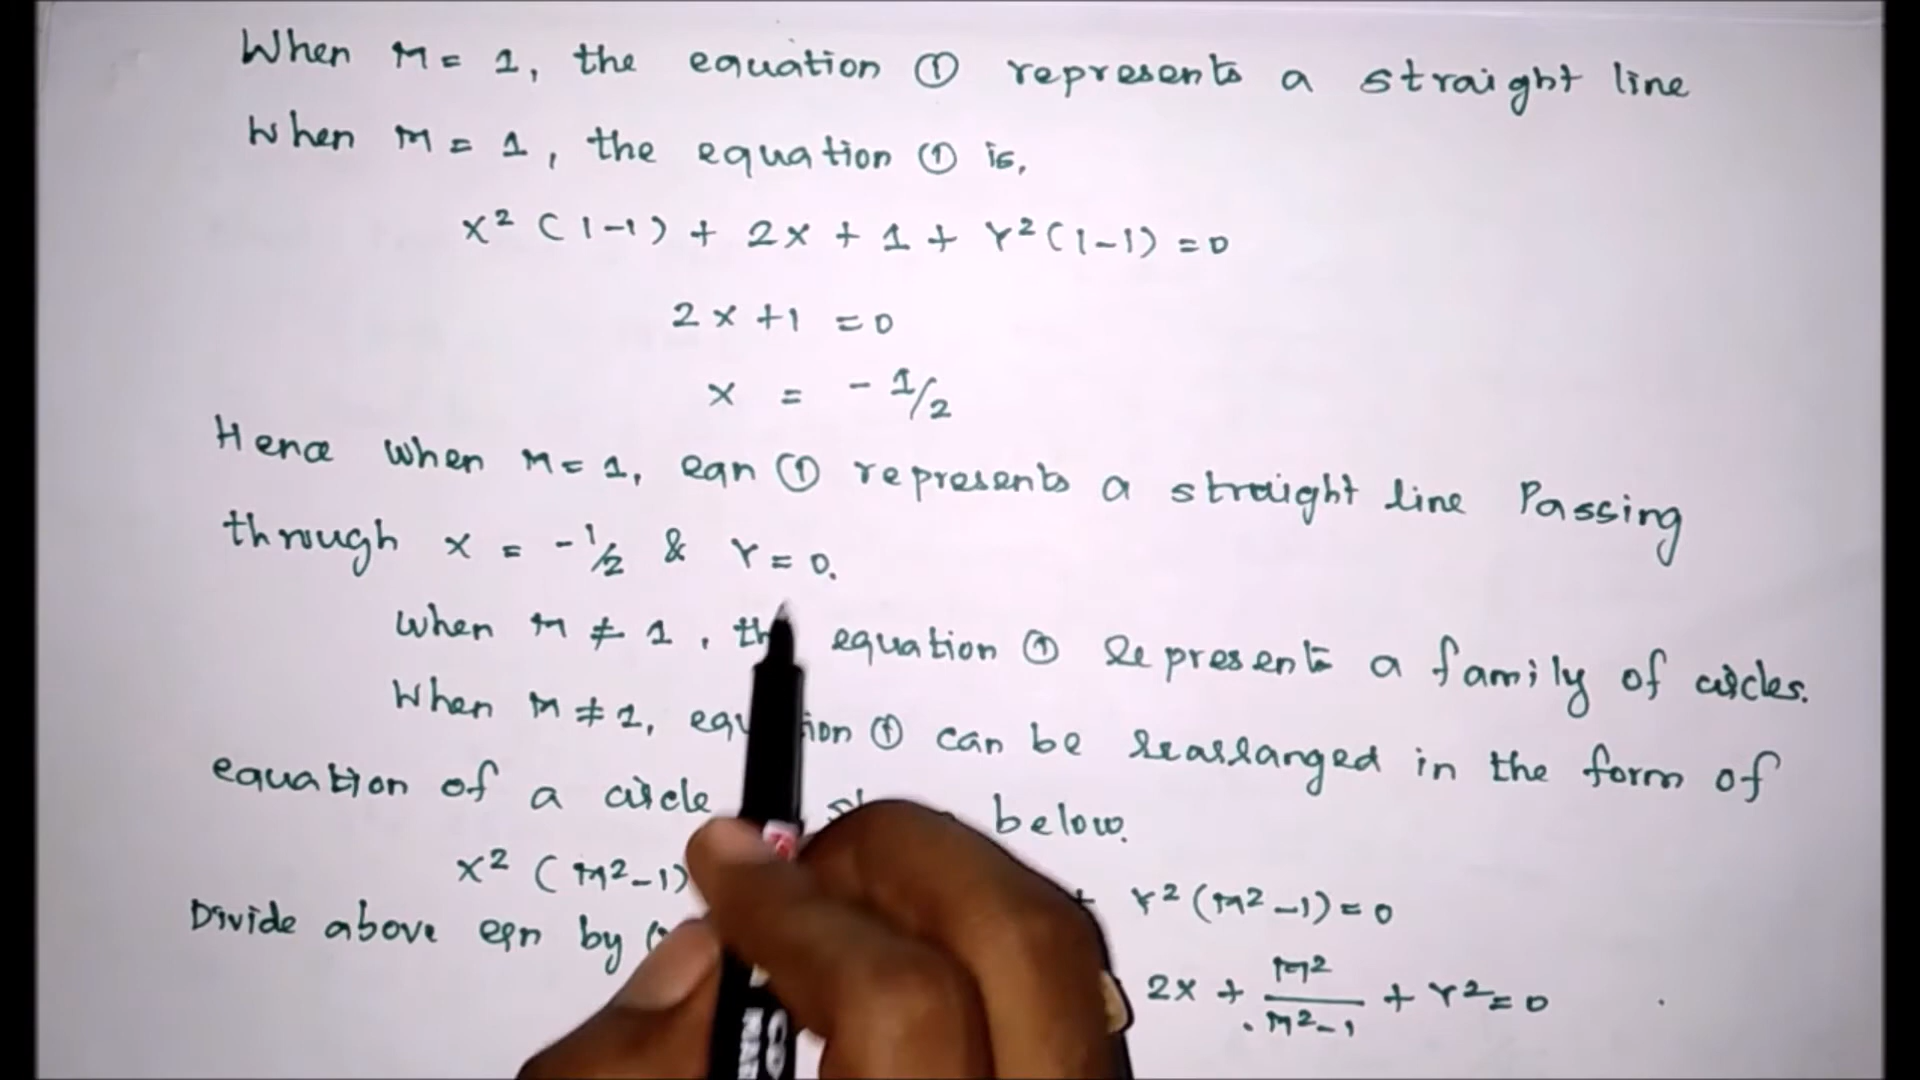 When M = 1, the equation ① represents a straight line
When M = 1, the equation ① is,
X² (1-1) + 2X + 1 + Y² (1-1) = 0
2X + 1 = 0
X = - 1/2
Hence when M = 1, eqn ① represents a straight line Passing
through X = -1/2 & Y = 0.
When M ≠ 1, the equation ① Represents a family of circles.
When M ≠ 1, equation ① can be rearranged in the form of
equation of a circle below.
X² (M²-1) + Y² (M²-1) = 0
Divide above eqn by (
2X + M²/M²-1 + Y² = 0